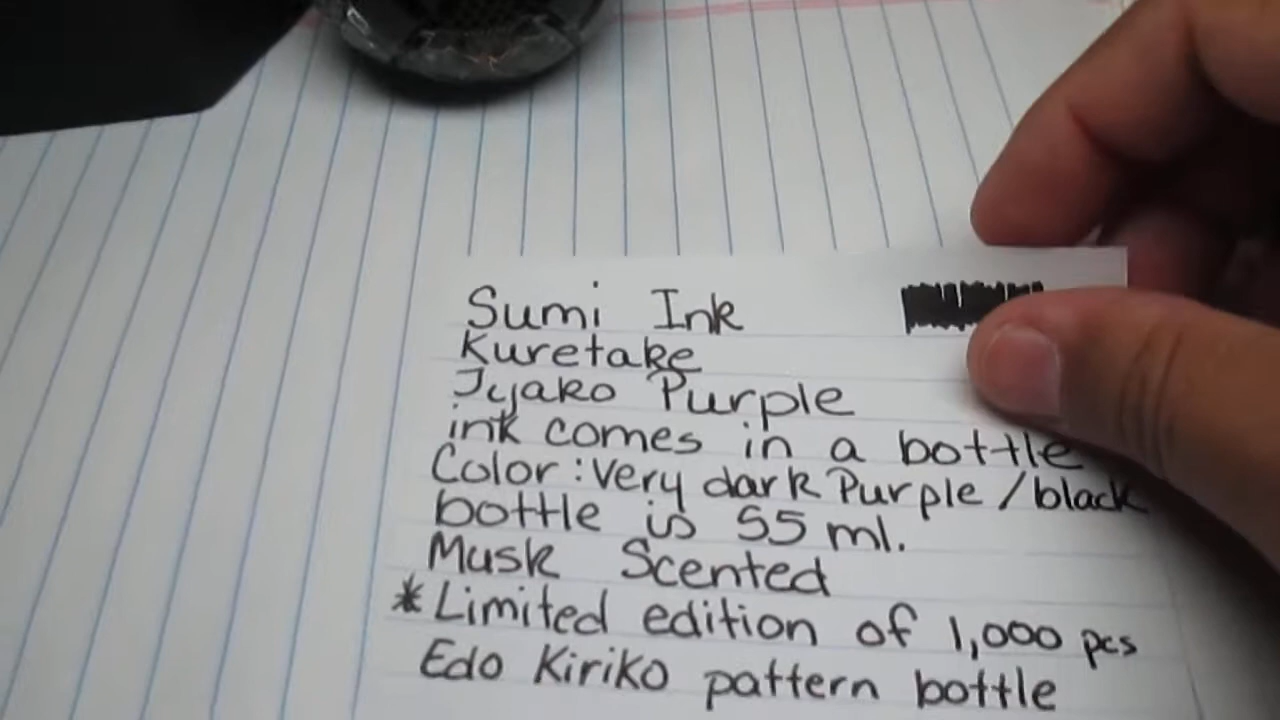 Sumi Ink
Kuretake
Jyako Purple
ink comes in a bottle
Color: very dark Purple/black
bottle is 55 ml.
Musk Scented
*Limited edition of 1,000 pcs
Edo Kiriko pattern bottle